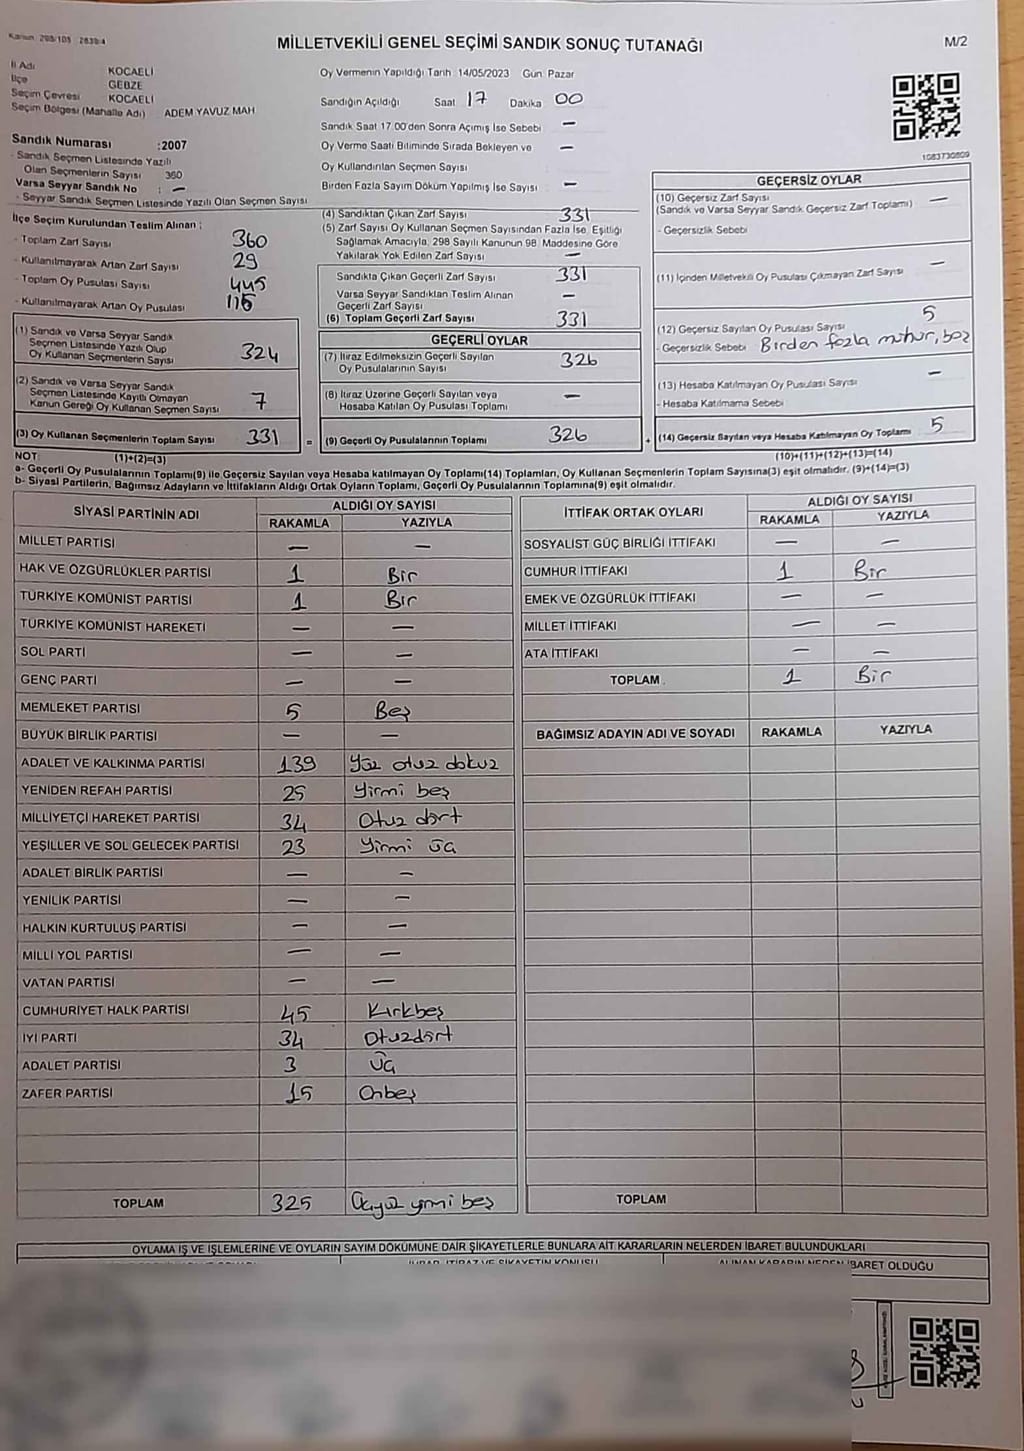 Kanun: 298/105 2839/4
MİLLETVEKİLİ GENEL SEÇİMİ SANDIK SONUÇ TUTANAĞI
M/2
İl Adı KOCAELİ
İlçe GEBZE
Seçim Çevresi KOCAELİ
Seçim Bölgesi (Mahalle Adı) ADEM YAVUZ MAH
Sandık Numarası :2007
- Sandık Seçmen Listesinde Yazılı
Olan Seçmenlerin Sayısı 360
Varsa Seyyar Sandık No : —
- Seyyar Sandık Seçmen Listesinde Yazılı Olan Seçmen Sayısı
Oy Vermenin Yapıldığı Tarih 14/05/2023 Gün Pazar
Sandığın Açıldığı Saat 17 Dakika 00
Sandık Saat 17.00'den Sonra Açımış İse Sebebi —
Oy Verme Saati Bitiminde Sırada Bekleyen ve —
Oy Kullandırılan Seçmen Sayısı
Birden Fazla Sayım Döküm Yapılmış İse Sayısı —
1083730809
İlçe Seçim Kurulundan Teslim Alınan ;
- Toplam Zarf Sayısı 360
- Kullanılmayarak Artan Zarf Sayısı 29
- Toplam Oy Pusulası Sayısı 445
- Kullanılmayarak Artan Oy Pusulası 115
(1) Sandık ve Varsa Seyyar Sandık
Seçmen Listesinde Yazılı Olup
Oy Kullanan Seçmenlerin Sayısı 324
(2) Sandık ve Varsa Seyyar Sandık
Seçmen Listesinde Kayıtlı Olmayan
Kanun Gereği Oy Kullanan Seçmen Sayısı 7
(3) Oy Kullanan Seçmenlerin Toplam Sayısı 331
(4) Sandıktan Çıkan Zarf Sayısı 331
(5) Zarf Sayısı Oy Kullanan Seçmen Sayısından Fazla İse, Eşitliği
Sağlamak Amacıyla, 298 Sayılı Kanunun 98. Maddesine Göre
Yakılarak Yok Edilen Zarf Sayısı —
Sandıkta Çıkan Geçerli Zarf Sayısı 331
Varsa Seyyar Sandıktan Teslim Alınan —
Geçerli Zarf Sayısı
(6) Toplam Geçerli Zarf Sayısı 331
GEÇERLİ OYLAR
(7) İtiraz Edilmeksizin Geçerli Sayılan
Oy Pusulalarının Sayısı 326
(8) İtiraz Üzerine Geçerli Sayılan veya
Hesaba Katılan Oy Pusulası Toplamı —
= (9) Geçerli Oy Pusulalarının Toplamı 326
GEÇERSİZ OYLAR
(10) Geçersiz Zarf Sayısı —
(Sandık ve Varsa Seyyar Sandık Geçersiz Zarf Toplamı)
- Geçersizlik Sebebi
(11) İçinden Milletvekili Oy Pusulası Çıkmayan Zarf Sayısı —
(12) Geçersiz Sayılan Oy Pusulası Sayısı 5
- Geçersizlik Sebebi Birden fazla mühür, boş
(13) Hesaba Katılmayan Oy Pusulası Sayısı —
- Hesaba Katılmama Sebebi
+ (14) Geçersiz Sayılan veya Hesaba Katılmayan Oy Toplamı 5
NOT: (1)+(2)=(3) (10)+(11)+(12)+(13)=(14)
a- Geçerli Oy Pusulasının Toplamı(9) ile Geçersiz Sayılan veya Hesaba katılmayan Oy Toplamı(14) Toplamları, Oy Kullanan Seçmenlerin Toplam Sayısına(3) eşit olmalıdır. (9)+(14)=(3)
b- Siyasi Partilerin, Bağımsız Adayların ve İttifakların Aldığı Ortak Oyların Toplamı, Geçerli Oy Pusulalarının Toplamına(9) eşit olmalıdır.
SİYASİ PARTİNİN ADI ALDIĞI OY SAYISI
RAKAMLA YAZIYLA
MİLLET PARTİSİ — —
HAK VE ÖZGÜRLÜKLER PARTİSİ 1 Bir
TÜRKİYE KOMÜNİST PARTİSİ 1 Bir
TÜRKİYE KOMÜNİST HAREKETİ — —
SOL PARTİ — —
GENÇ PARTİ — —
MEMLEKET PARTİSİ 5 Beş
BÜYÜK BİRLİK PARTİSİ — —
ADALET VE KALKINMA PARTİSİ 139 Yüz otuz dokuz
YENİDEN REFAH PARTİSİ 25 Yirmi beş
MİLLİYETÇİ HAREKET PARTİSİ 34 Otuz dört
YEŞİLLER VE SOL GELECEK PARTİSİ 23 Yirmi üç
ADALET BİRLİK PARTİSİ — —
YENİLİK PARTİSİ — —
HALKIN KURTULUŞ PARTİSİ — —
MİLLİ YOL PARTİSİ — —
VATAN PARTİSİ — —
CUMHURİYET HALK PARTİSİ 45 Kırkbeş
İYİ PARTİ 34 Otuzdört
ADALET PARTİSİ 3 Üç
ZAFER PARTİSİ 15 Onbeş
TOPLAM 325 Üçyüz yirmi beş
İTTİFAK ORTAK OYLARI ALDIĞI OY SAYISI
RAKAMLA YAZIYLA
SOSYALİST GÜÇ BİRLİĞİ İTTİFAKI — —
CUMHUR İTTİFAKI 1 Bir
EMEK VE ÖZGÜRLÜK İTTİFAKI — —
MİLLET İTTİFAKI — —
ATA İTTİFAKI — —
TOPLAM 1 Bir
BAĞIMSIZ ADAYIN ADI VE SOYADI RAKAMLA YAZIYLA
TOPLAM
OYLAMA İŞ VE İŞLEMLERİNE VE OYLARIN SAYIM DÖKÜMÜNE DAİR ŞİKAYETLERLE BUNLARA AİT KARARLARIN NELERDEN İBARET BULUNDUKLARI
ALINAN KARARIN NEDEN İBARET OLDUĞU